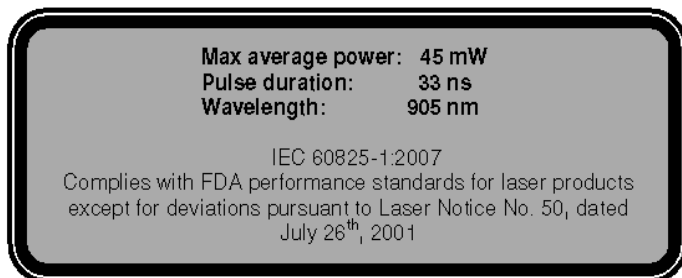 Max average power: 45 mW
Pulse duration: 33 ns
Wavelength: 905 nm
IEC 60825-1:2007
Complies with FDA performance standards for laser products
except for deviations pursuant to Laser Notice No. 50, dated
July 26th, 2001